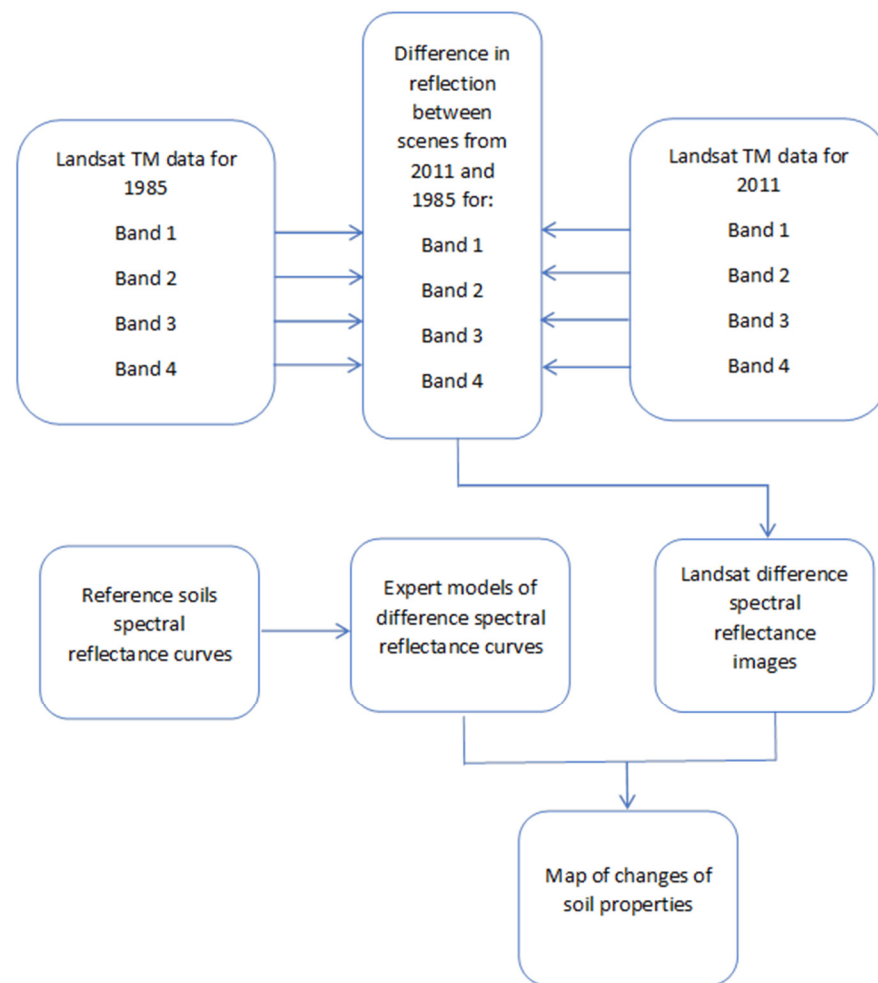 Landsat TM data for
1985
Band 1
Band 2
Band 3
Band 4
Difference in
reflection
between
scenes from
2011 and
1985 for:
Band 1
Band 2
Band 3
Band 4
Landsat TM data for
2011
Band 1
Band 2
Band 3
Band 4
Reference soils
spectral
reflectance curves
Expert models of
difference spectral
reflectance curves
Landsat difference
spectral
reflectance
images
Map of changes of
soil properties